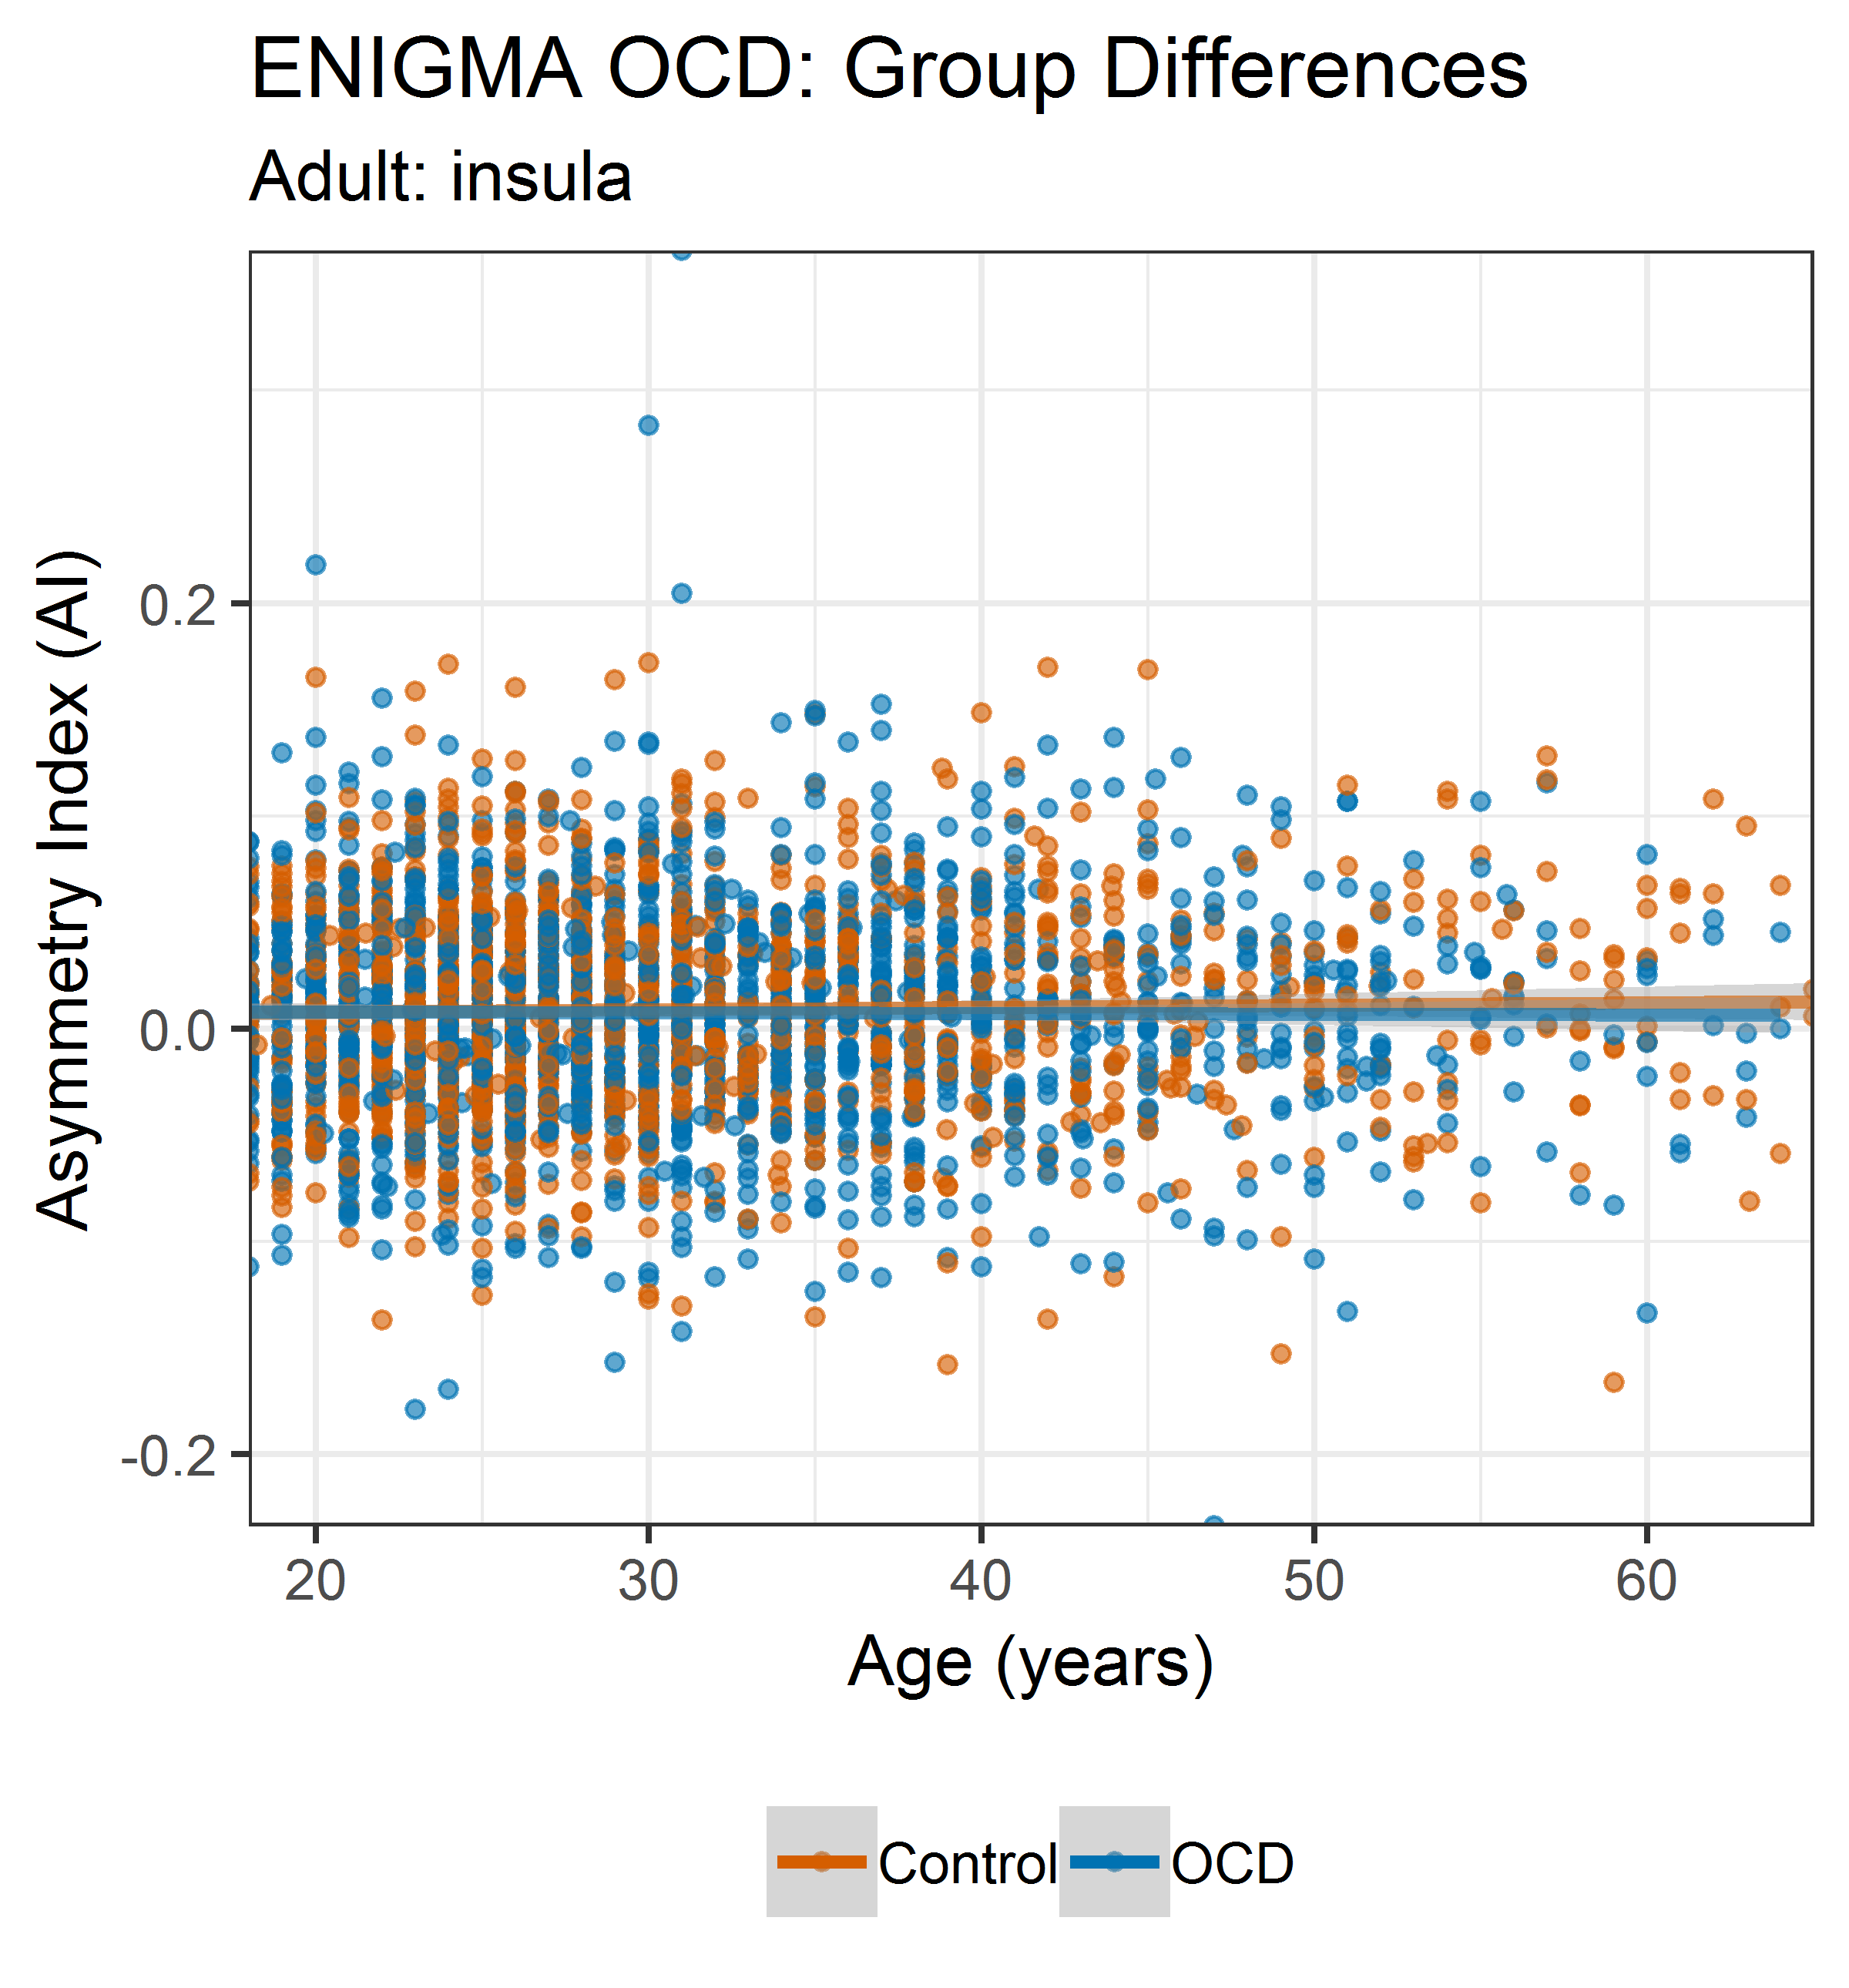 ENIGMA OCD: Group Differences
Adult: insula
Asymmetry Index (AI)
0.2
0.0
-0.2
20 30 40 50 60
Age (years)
Control OCD